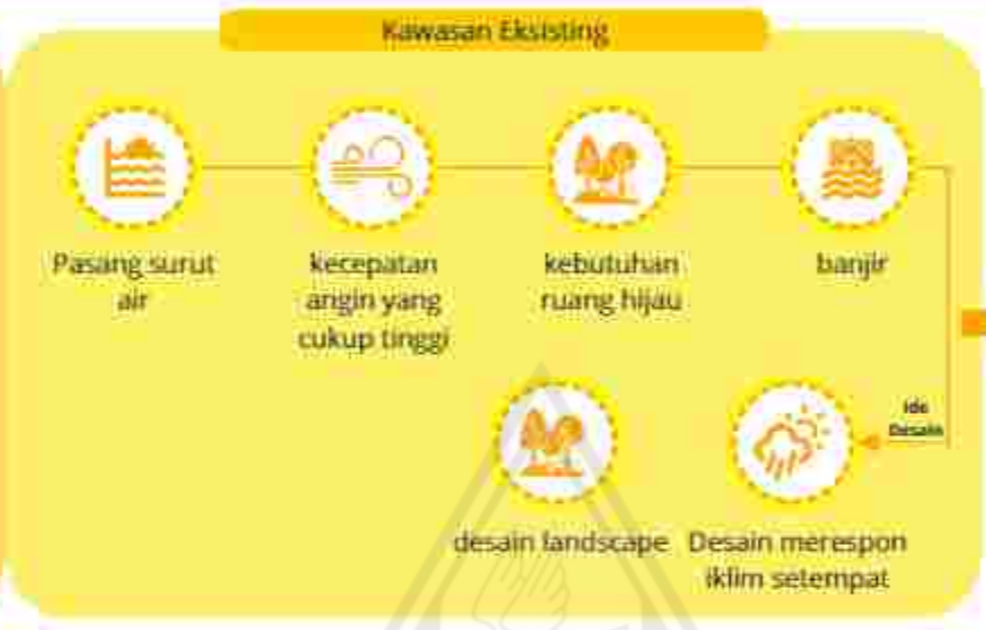 Kawasan Eksisting
Pasang surut
air
kecepatan
angin yang
cukup tinggi
kebutuhan
ruang hijau
banjir
Ide
Desain
desain landscape
Desain merespon
iklim setempat